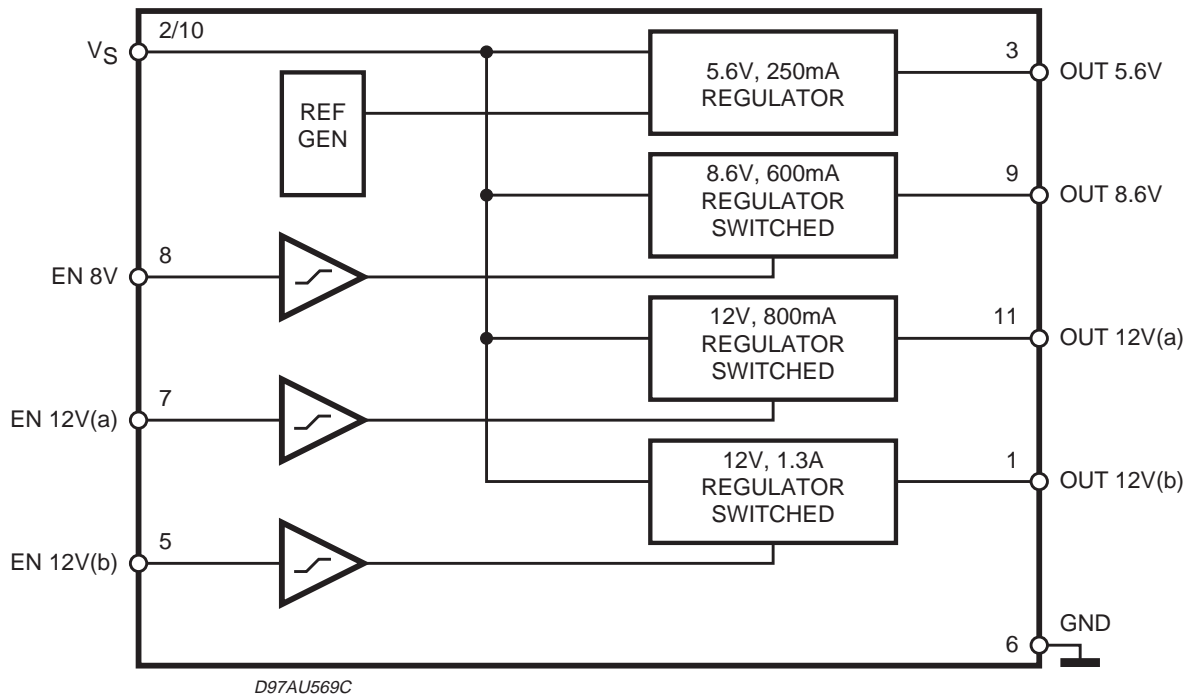 2/10
VS
5.6V, 250mA
REGULATOR
3
OUT 5.6V
REF
GEN
8.6V, 600mA
REGULATOR
SWITCHED
9
OUT 8.6V
8
EN 8V
12V, 800mA
REGULATOR
SWITCHED
11
OUT 12V(a)
7
EN 12V(a)
12V, 1.3A
REGULATOR
SWITCHED
1
OUT 12V(b)
5
EN 12V(b)
6
GND
D97AU569C